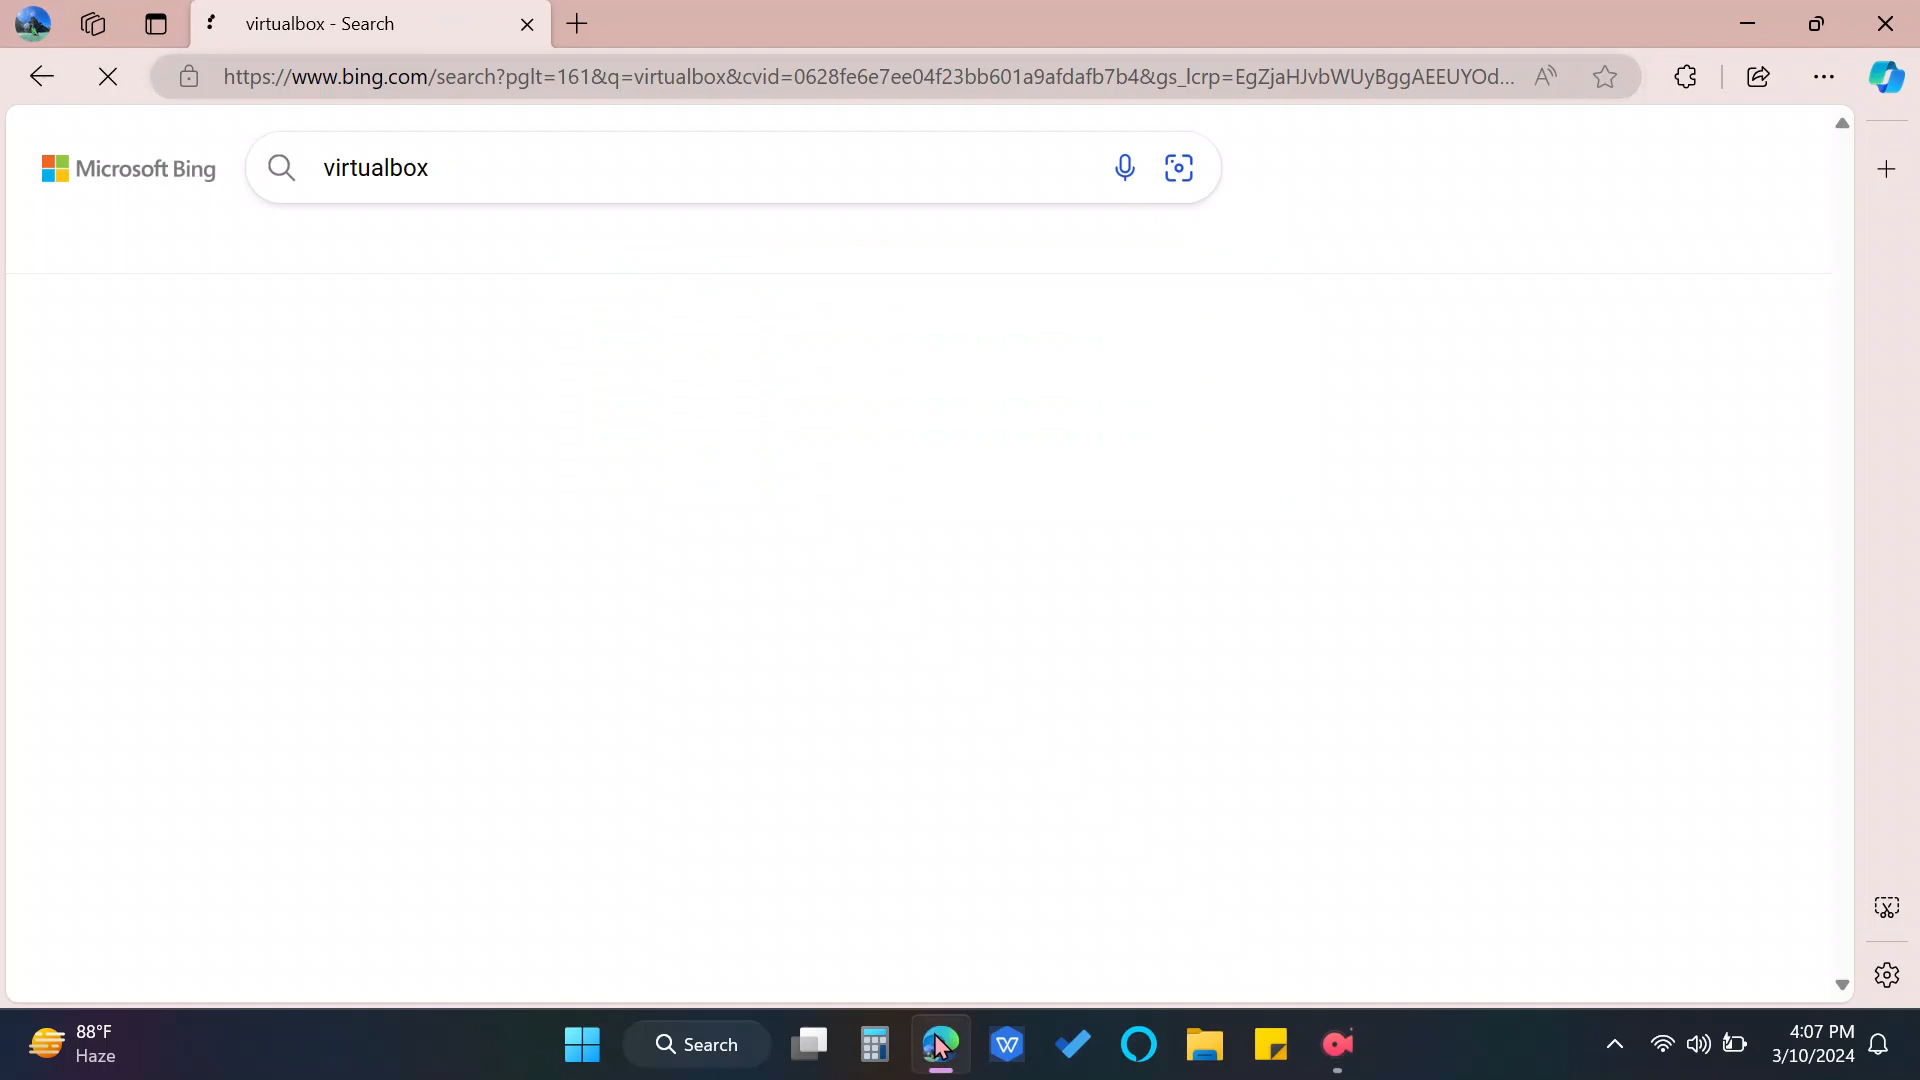 virtualbox - Search
https://www.bing.com/search?pglt=161&q=virtualbox&cvid=0628fe6e7ee04f23bb601a9afdafb7b4&gs_lcrp=EgZjaHJvbWUyBggAEEUYOd...
Microsoft Bing
virtualbox
88°F
Haze
Search
4:07 PM
3/10/2024